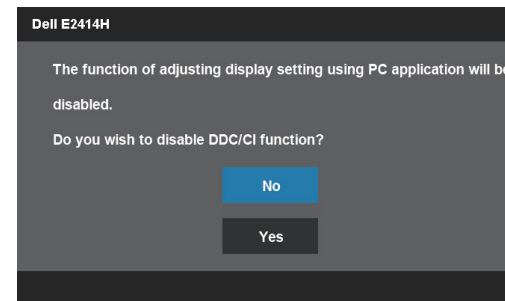 Dell E2414H
The function of adjusting display setting using PC application will be
disabled.
Do you wish to disable DDC/CI function?
No
Yes